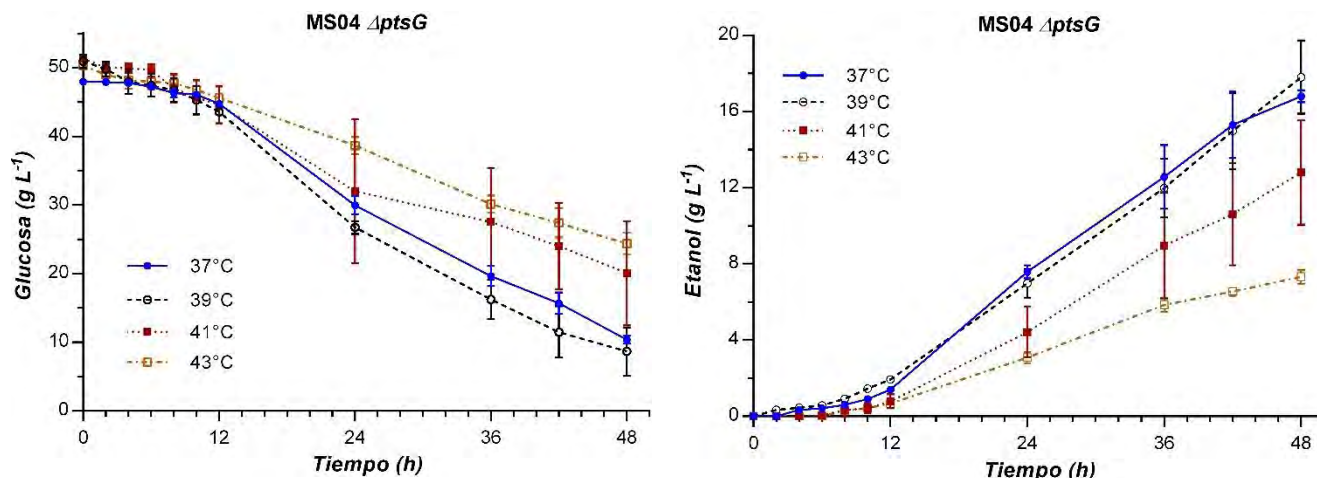 MS04 ΔptsG
Glucosa (g L⁻¹)
50
40
30
20
10
0
37°C
39°C
41°C
43°C
0 12 24 36 48
Tiempo (h)
MS04 ΔptsG
Etanol (g L⁻¹)
20
16
12
8
4
0
37°C
39°C
41°C
43°C
0 12 24 36 48
Tiempo (h)